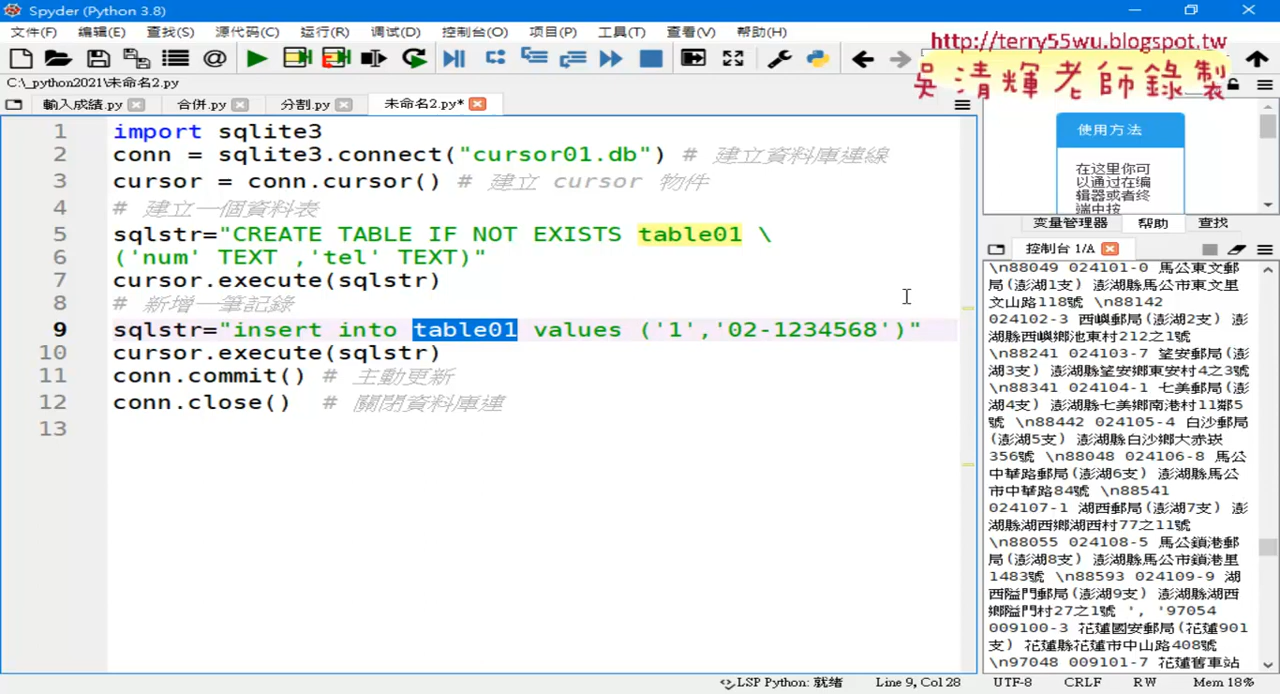 Spyder (Python 3.8)
文件(F) 编辑(E) 查找(S) 源代码(C) 运行(R) 调试(D) 控制台(O) 项目(P) 工具(T) 查看(V) 帮助(H)
http://terry55wu.blogspot.tw
吳清輝老師錄製
C:\_python2021\未命名2.py
輸入成績.py 合併.py 分割.py 未命名2.py*
1 import sqlite3
2 conn = sqlite3.connect("cursor01.db") # 建立資料庫連線
3 cursor = conn.cursor() # 建立 cursor 物件
4 # 建立一個資料表
5 sqlstr="CREATE TABLE IF NOT EXISTS table01 \
6 ('num' TEXT ,'tel' TEXT)"
7 cursor.execute(sqlstr)
8 # 新增一筆記錄
9 sqlstr="insert into table01 values ('1','02-1234568')"
10 cursor.execute(sqlstr)
11 conn.commit() # 主動更新
12 conn.close() # 關閉資料庫連
13
使用方法
在这里你可
以通过在编
辑器或者终
端中按
变量管理器 帮助 查找
控制台 1/A
\n88049 024101-0 馬公東文郵
局(澎湖1支) 澎湖縣馬公市東文里
文山路118號 \n88142
024102-3 西嶼郵局(澎湖2支) 澎
湖縣西嶼鄉池東村212之1號
\n88241 024103-7 望安郵局(澎
湖3支) 澎湖縣望安鄉東安村4之3號
\n88341 024104-1 七美郵局(澎
湖4支) 澎湖縣七美鄉南港村11鄰5
號 \n88442 024105-4 白沙郵局
(澎湖5支) 澎湖縣白沙鄉大赤崁
356號 \n88048 024106-8 馬公
中華路郵局(澎湖6支) 澎湖縣馬公
市中華路84號 \n88541
024107-1 湖西郵局(澎湖7支) 澎
湖縣湖西鄉湖西村77之11號
\n88055 024108-5 馬公鎖港郵
局(澎湖8支) 澎湖縣馬公市鎖港里
1483號 \n88593 024109-9 湖
西隘門郵局(澎湖9支) 澎湖縣湖西
鄉隘門村27之1號 ', '97054
009100-3 花蓮國安郵局(花蓮901
支) 花蓮縣花蓮市中山路408號
\n97048 009101-7 花蓮舊車站
LSP Python: 就绪 Line 9, Col 28 UTF-8 CRLF RW Mem 18%